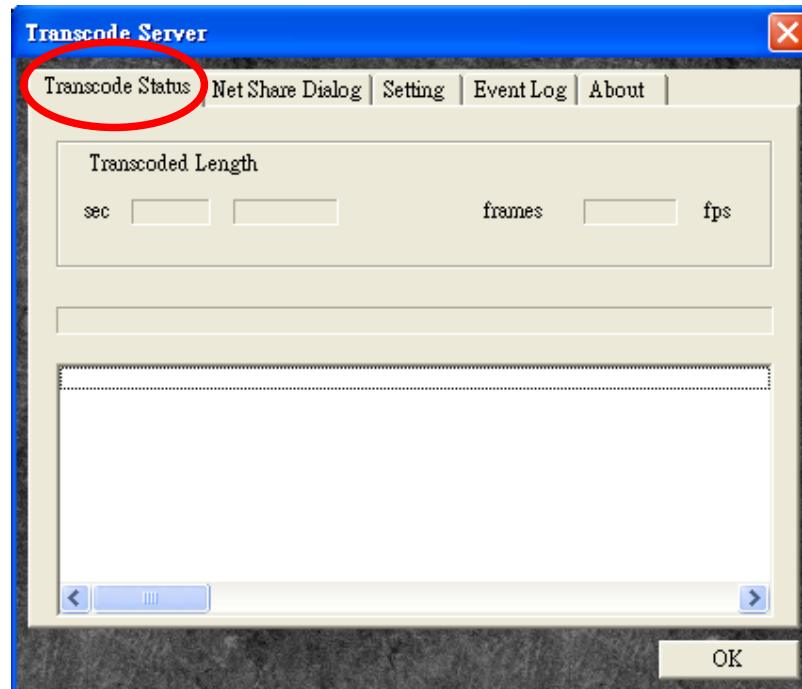 Transcode Server
Transcode Status Net Share Dialog Setting Event Log About
Transcoded Length
sec frames fps
OK